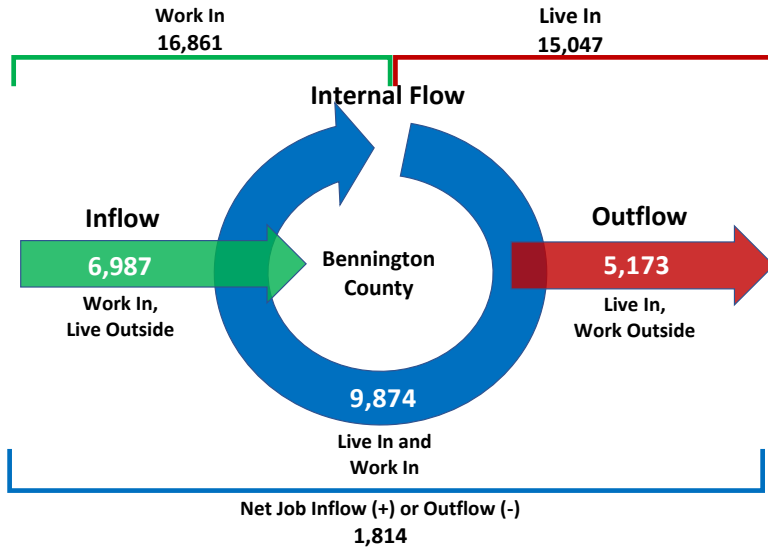 Work In
16,861
Live In
15,047
Internal Flow
Inflow
Outflow
6,987
Bennington
County
5,173
Work In,
Live Outside
Live In,
Work Outside
9,874
Live In and
Work In
Net Job Inflow (+) or Outflow (-)
1,814